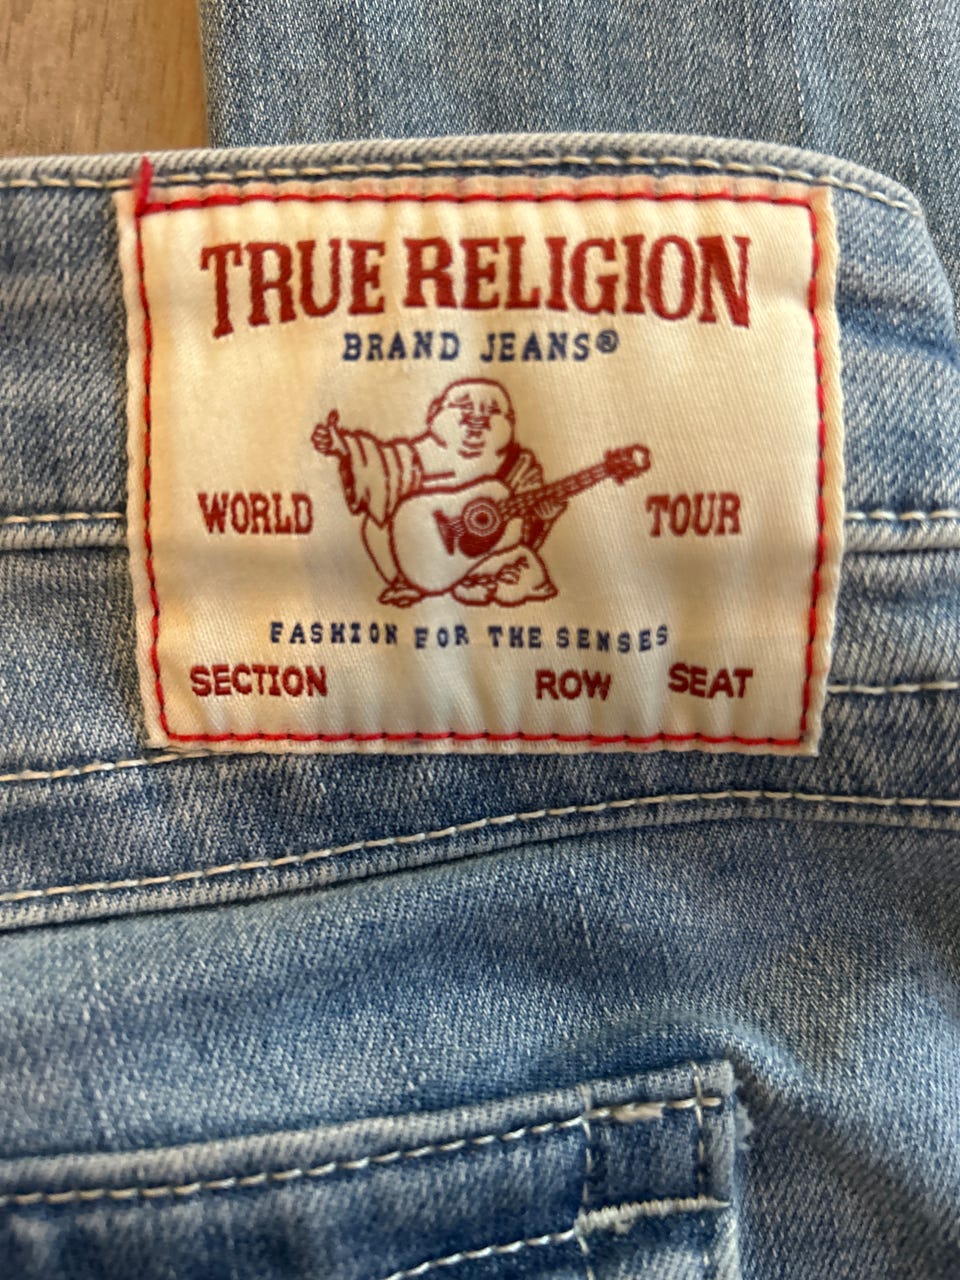 TRUE RELIGION
BRAND JEANS®
WORLD TOUR
FASHION FOR THE SENSES
SECTION ROW SEAT